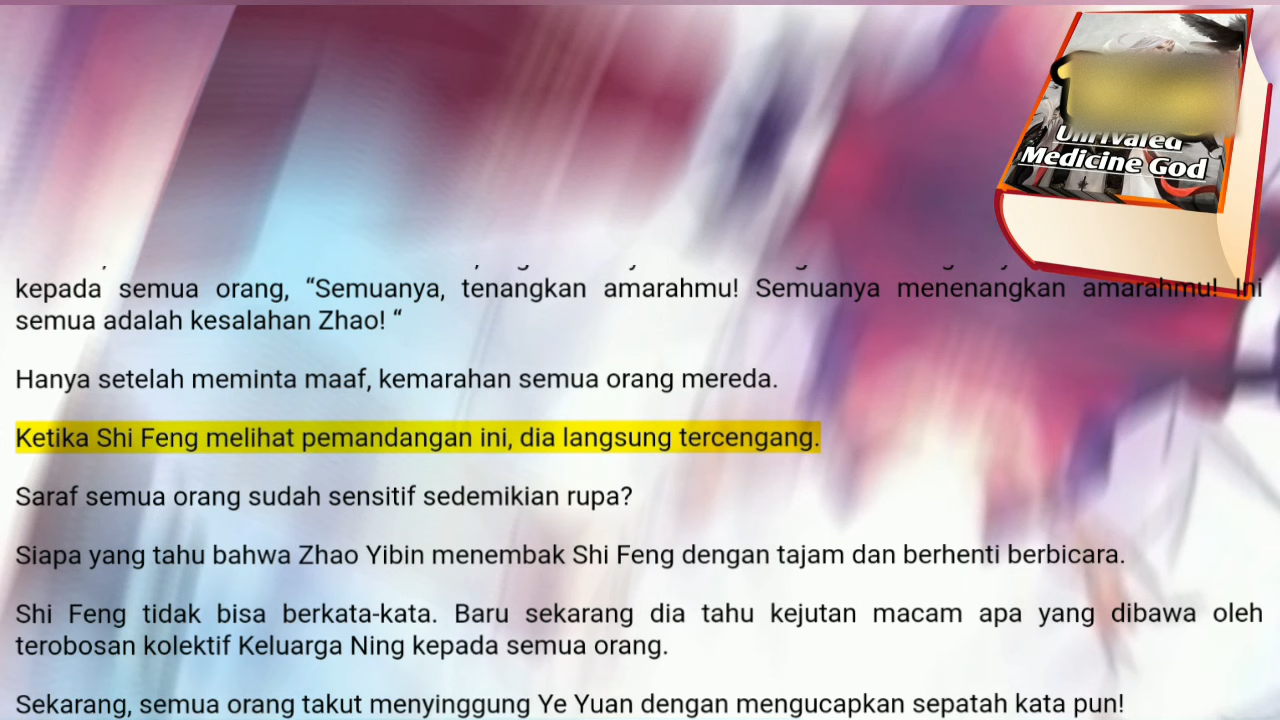 Unrivaled
Medicine God
kepada semua orang, “Semuanya, tenangkan amarahmu! Semuanya menenangkan amarahmu! Ini
semua adalah kesalahan Zhao! “
Hanya setelah meminta maaf, kemarahan semua orang mereda.
Ketika Shi Feng melihat pemandangan ini, dia langsung tercengang.
Saraf semua orang sudah sensitif sedemikian rupa?
Siapa yang tahu bahwa Zhao Yibin menembak Shi Feng dengan tajam dan berhenti berbicara.
Shi Feng tidak bisa berkata-kata. Baru sekarang dia tahu kejutan macam apa yang dibawa oleh
terobosan kolektif Keluarga Ning kepada semua orang.
Sekarang, semua orang takut menyinggung Ye Yuan dengan mengucapkan sepatah kata pun!